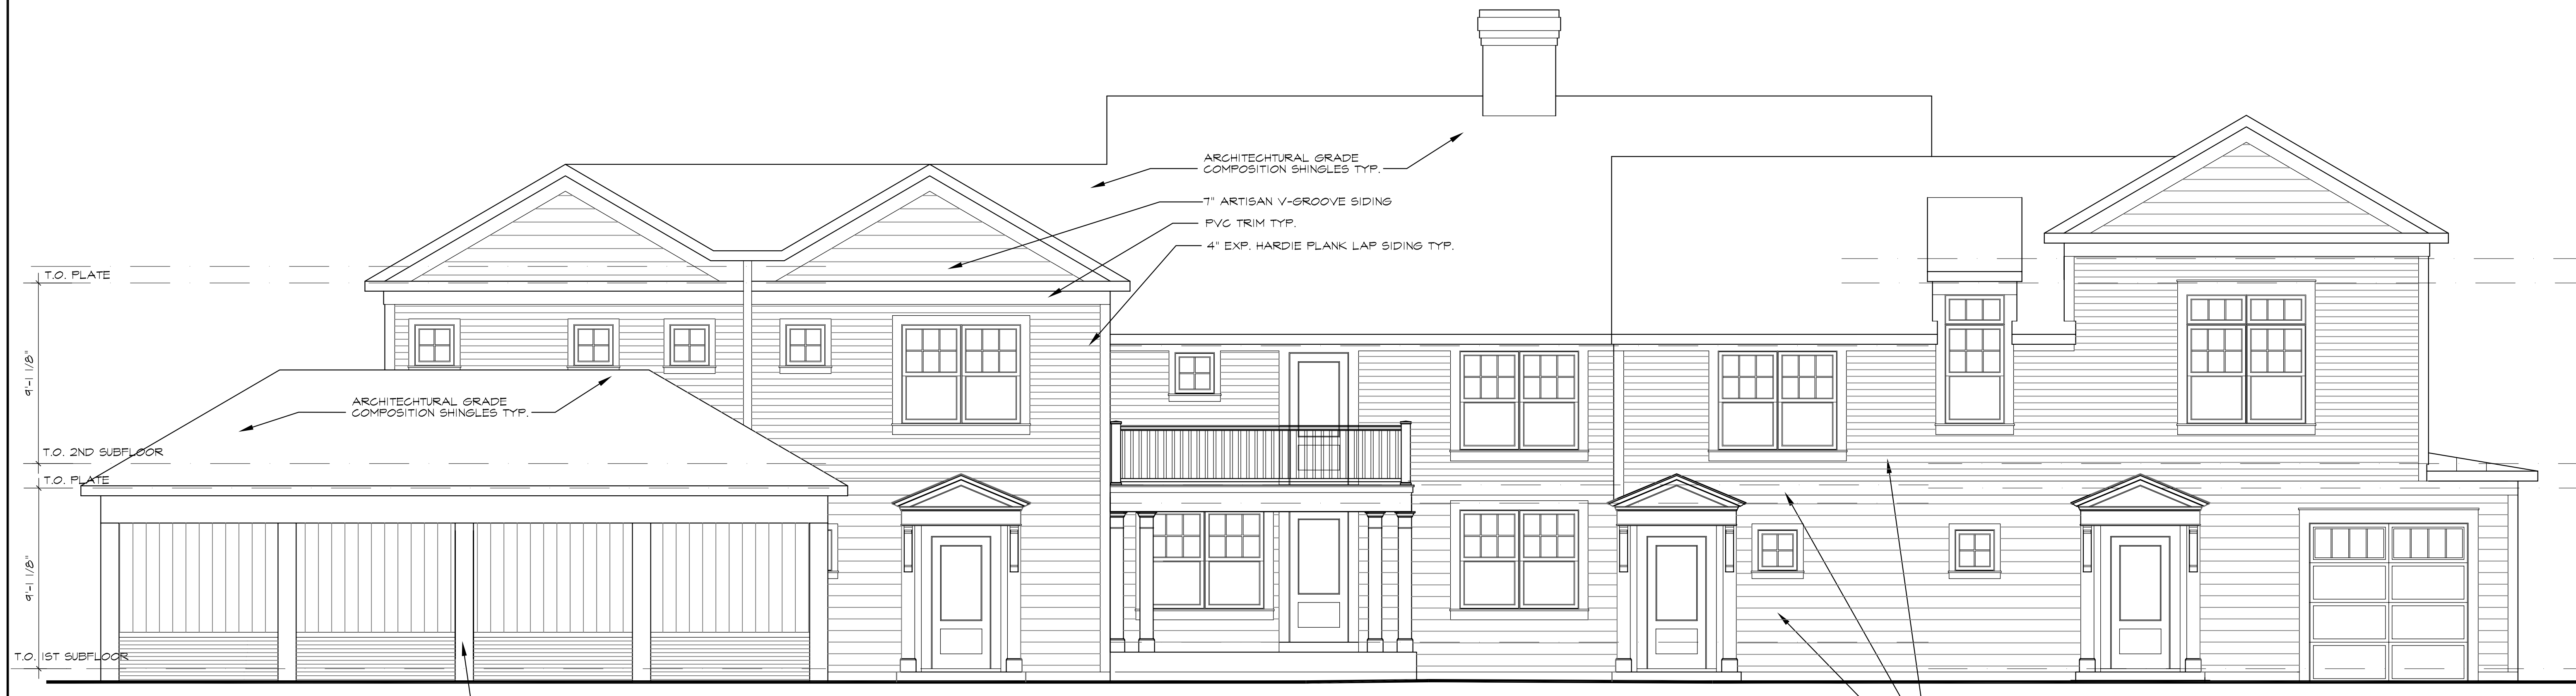 ARCHITECHTURAL GRADE
COMPOSITION SHINGLES TYP.
7" ARTISAN V-GROOVE SIDING
PVC TRIM TYP.
4" EXP. HARDIE PLANK LAP SIDING TYP.
T.O. PLATE
9'-1 1/8"
ARCHITECHTURAL GRADE
COMPOSITION SHINGLES TYP.
T.O. 2ND SUBFLOOR
T.O. PLATE
9'-1 1/8"
T.O. 1ST SUBFLOOR